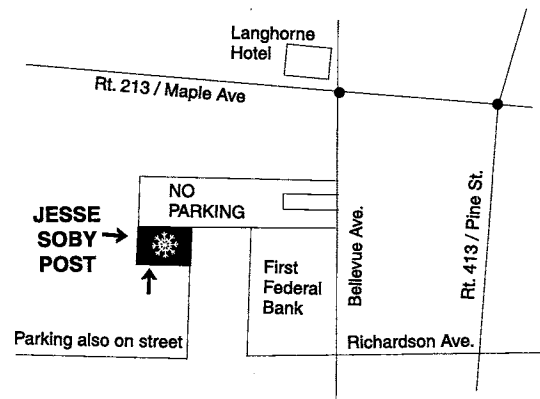 Langhorne
Hotel
Rt. 213 / Maple Ave
NO
PARKING
JESSE
SOBY
POST
First
Federal
Bank
Bellevue Ave.
Rt. 413 / Pine St.
Parking also on street
Richardson Ave.